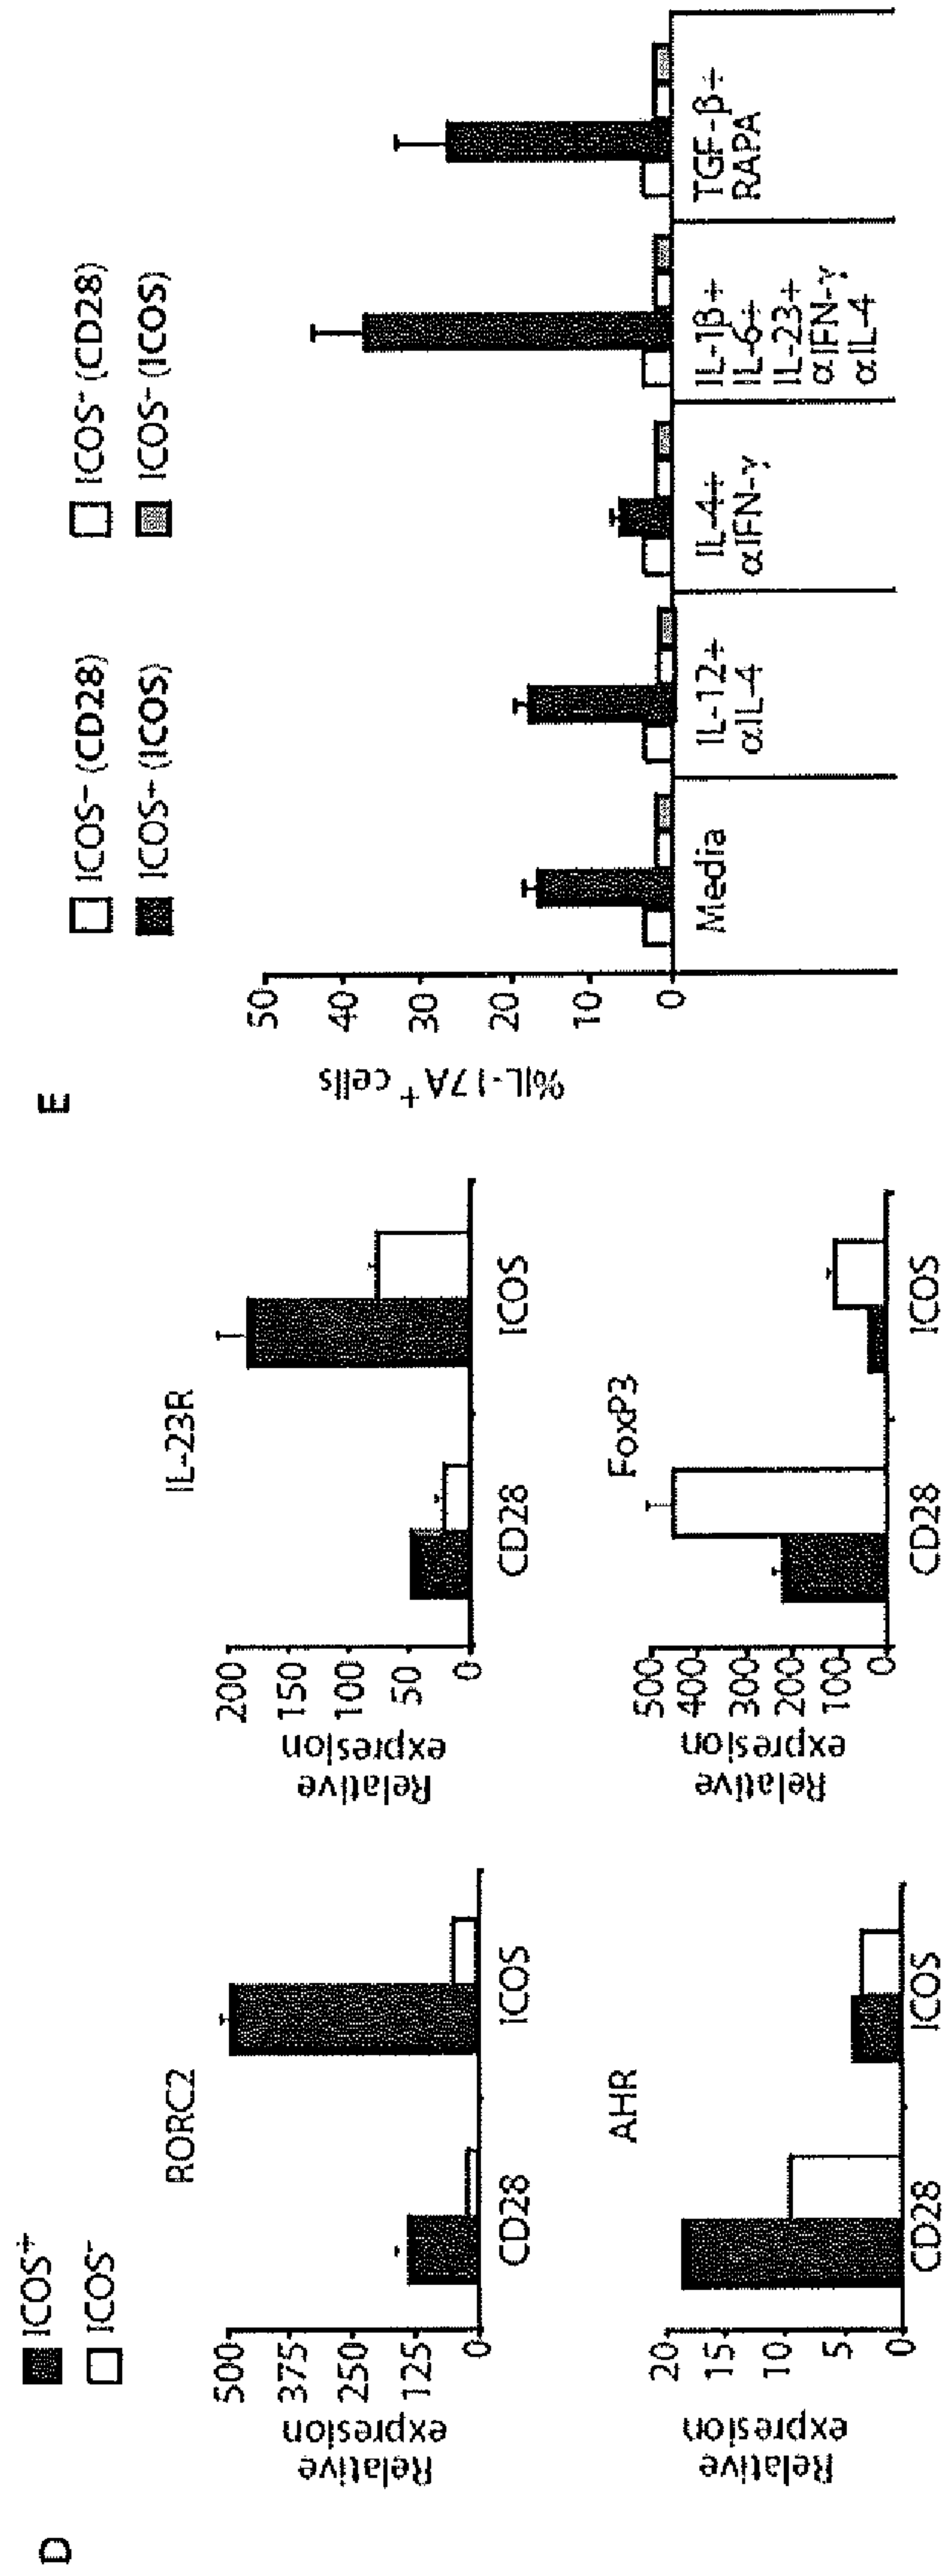 D
ICOS⁺
ICOS⁻
RORC2
Relative
expresion
500
375
250
125
0
CD28
ICOS
IL-23R
Relative
expresion
200
150
100
50
0
CD28
ICOS
AHR
Relative
expresion
20
15
10
5
0
CD28
ICOS
FoxP3
Relative
expresion
500
400
300
200
100
0
CD28
ICOS
E
ICOS− (CD28)
ICOS+ (ICOS)
ICOS⁻ (CD28)
ICOS− (ICOS)
%IL-17A⁺ cells
50
40
30
20
10
0
Media
IL-12+
αIL-4
IL-4+
αIFN-γ
IL-1β+
IL-6+
IL-23+
αIFN-γ
αIL-4
TGF-β+
RAPA